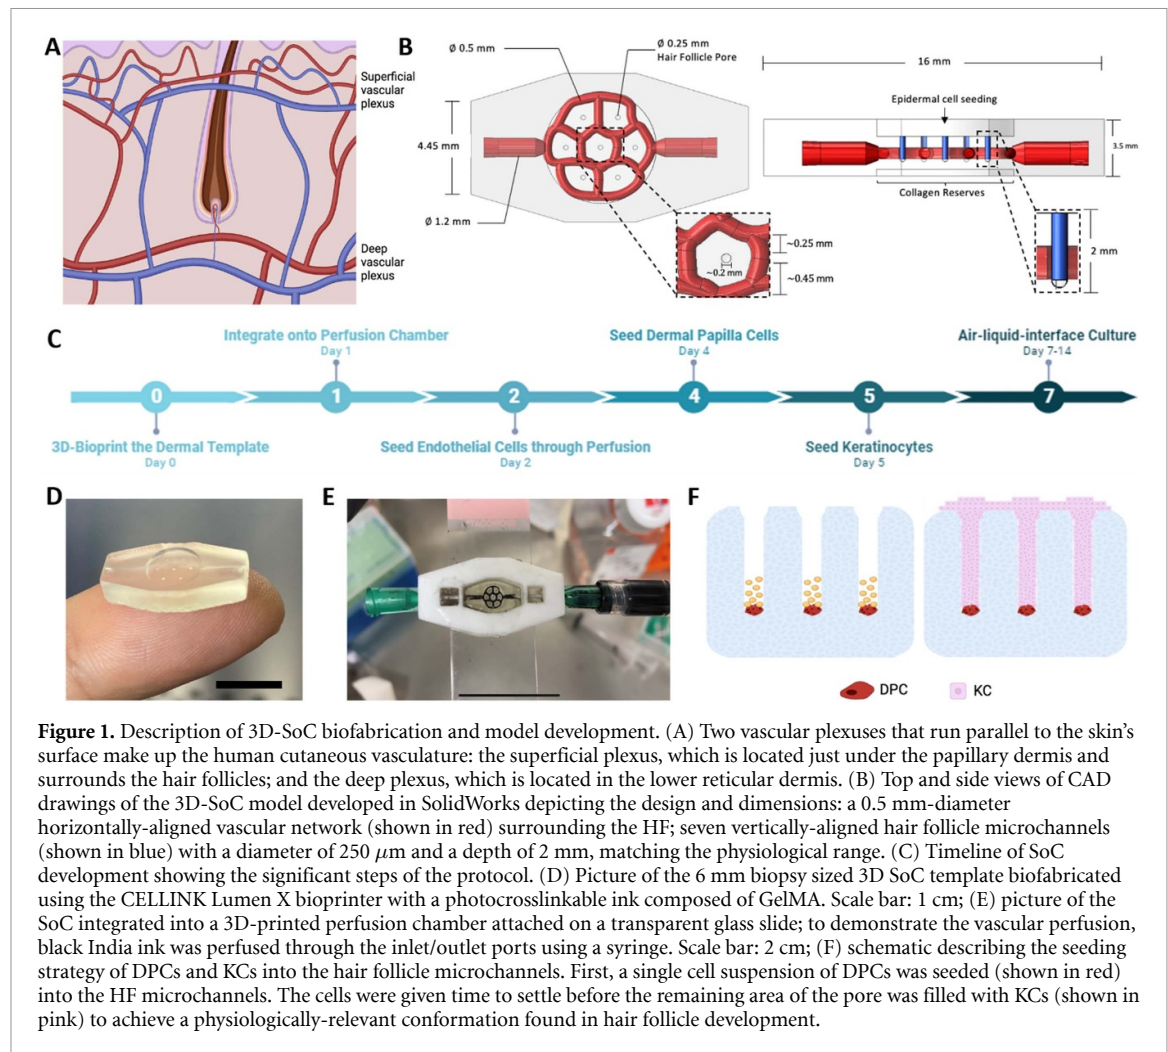 A
Superficial
vascular
plexus
Deep
vascular
plexus
B
Ø 0.5 mm
Ø 0.25 mm
Hair Follicle Pore
4.45 mm
Ø 1.2 mm
~0.2 mm
~0.25 mm
~0.45 mm
16 mm
Epidermal cell seeding
3.5 mm
Collagen Reserves
2 mm
C
Integrate onto Perfusion Chamber
Day 1
Seed Dermal Papilla Cells
Day 4
Air-liquid-interface Culture
Day 7-14
0
1
2
4
5
7
3D-Bioprint the Dermal Template
Day 0
Seed Endothelial Cells through Perfusion
Day 2
Seed Keratinocytes
Day 5
D
E
F
DPC
KC
Figure 1. Description of 3D-SoC biofabrication and model development. (A) Two vascular plexuses that run parallel to the skin's
surface make up the human cutaneous vasculature: the superficial plexus, which is located just under the papillary dermis and
surrounds the hair follicles; and the deep plexus, which is located in the lower reticular dermis. (B) Top and side views of CAD
drawings of the 3D-SoC model developed in SolidWorks depicting the design and dimensions: a 0.5 mm-diameter
horizontally-aligned vascular network (shown in red) surrounding the HF; seven vertically-aligned hair follicle microchannels
(shown in blue) with a diameter of 250 μm and a depth of 2 mm, matching the physiological range. (C) Timeline of SoC
development showing the significant steps of the protocol. (D) Picture of the 6 mm biopsy sized 3D SoC template biofabricated
using the CELLINK Lumen X bioprinter with a photocrosslinkable ink composed of GelMA. Scale bar: 1 cm; (E) picture of the
SoC integrated into a 3D-printed perfusion chamber attached on a transparent glass slide; to demonstrate the vascular perfusion,
black India ink was perfused through the inlet/outlet ports using a syringe. Scale bar: 2 cm; (F) schematic describing the seeding
strategy of DPCs and KCs into the hair follicle microchannels. First, a single cell suspension of DPCs was seeded (shown in red)
into the HF microchannels. The cells were given time to settle before the remaining area of the pore was filled with KCs (shown in
pink) to achieve a physiologically-relevant conformation found in hair follicle development.